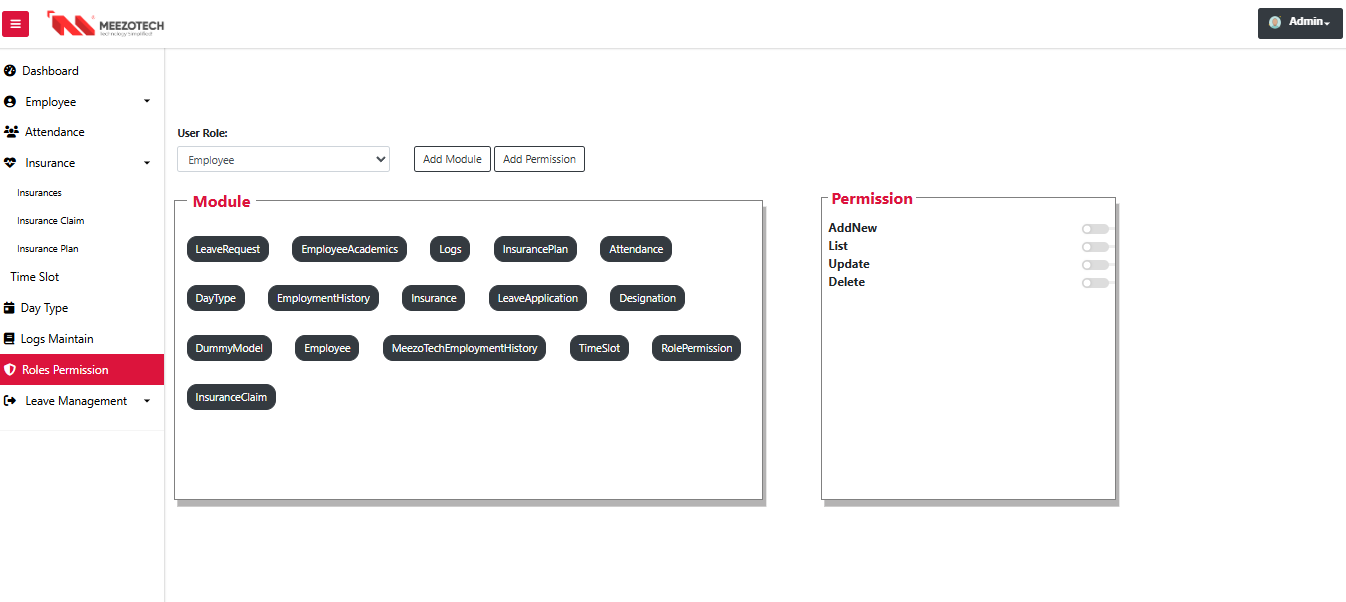 MEEZOTECH
Technology Simplified!
Admin
Dashboard
Employee
Attendance
Insurance
Insurances
Insurance Claim
Insurance Plan
Time Slot
Day Type
Logs Maintain
Roles Permission
Leave Management
User Role:
Employee
Add Module
Add Permission
Module
LeaveRequest EmployeeAcademics Logs InsurancePlan Attendance
DayType EmploymentHistory Insurance LeaveApplication Designation
DummyModel Employee MeezoTechEmploymentHistory TimeSlot RolePermission
InsuranceClaim
Permission
AddNew
List
Update
Delete